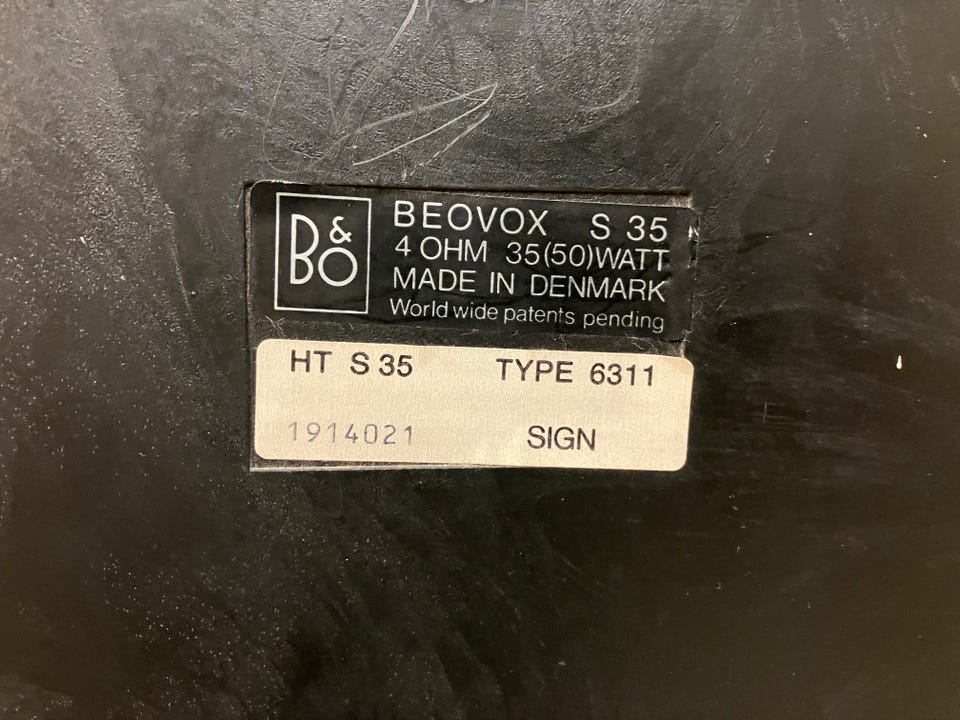 B&O
BEOVOX S 35
4 OHM 35(50)WATT
MADE IN DENMARK
World wide patents pending
HT S 35 TYPE 6311
1914021 SIGN